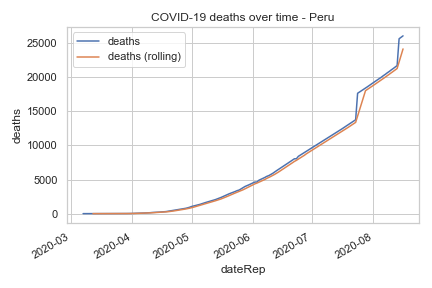 COVID-19 deaths over time - Peru
deaths
deaths (rolling)
25000
20000
15000
10000
5000
0
deaths
2020-03
2020-04
2020-05
2020-06
2020-07
2020-08
dateRep